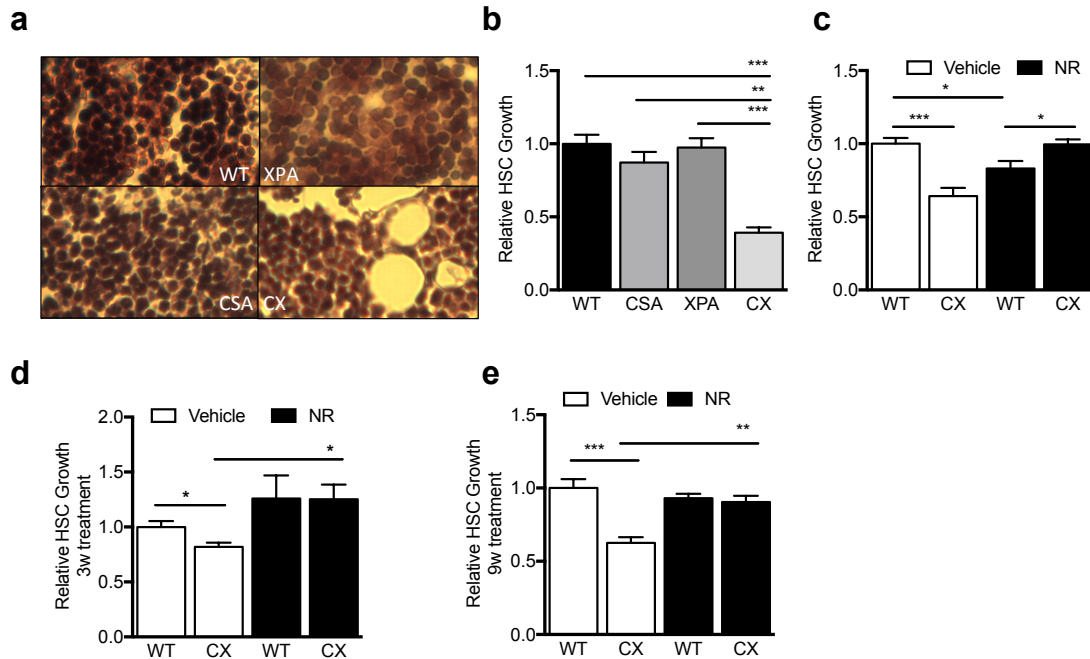 a
WT
XPA
CSA
CX
b
Relative HSC Growth
1.5
1.0
0.5
0.0
***
**
***
WT CSA XPA CX
c
Vehicle NR
Relative HSC Growth
1.5
1.0
0.5
0.0
*
***
*
WT CX WT CX
d
Vehicle NR
Relative HSC Growth
3w treatment
2.0
1.5
1.0
0.5
0.0
*
*
WT CX WT CX
e
Vehicle NR
Relative HSC Growth
9w treatment
1.5
1.0
0.5
0.0
***
**
WT CX WT CX